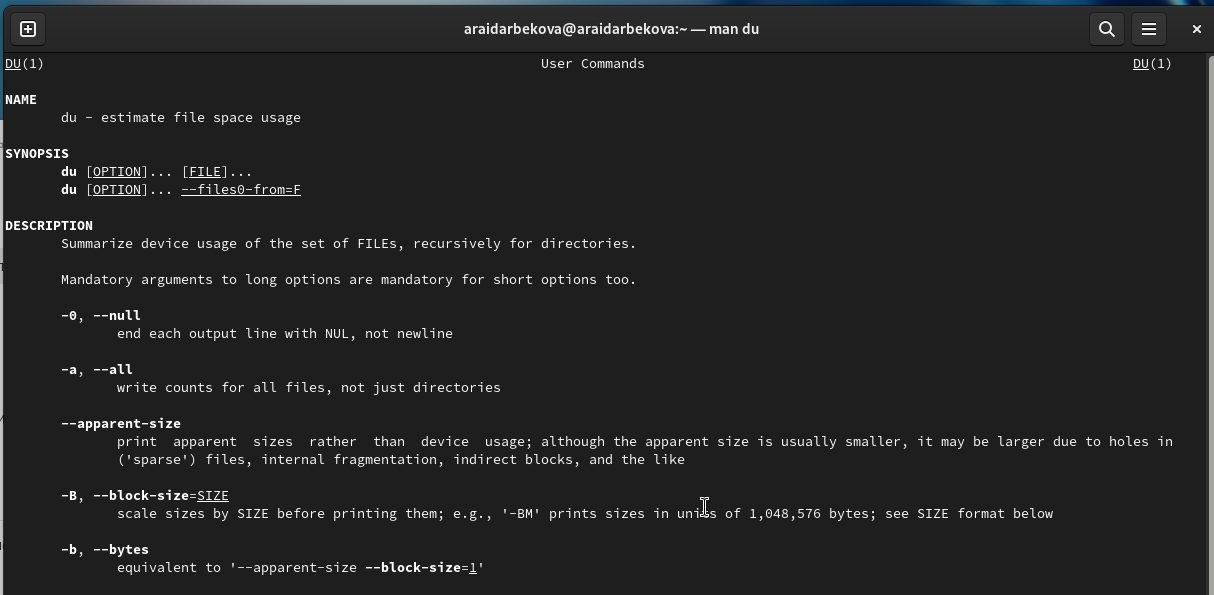 araidarbekova@araidarbekova:~ — man du
DU(1) User Commands DU(1)
NAME
du - estimate file space usage
SYNOPSIS
du [OPTION]... [FILE]...
du [OPTION]... --files0-from=F
DESCRIPTION
Summarize device usage of the set of FILEs, recursively for directories.
Mandatory arguments to long options are mandatory for short options too.
-0, --null
end each output line with NUL, not newline
-a, --all
write counts for all files, not just directories
--apparent-size
print apparent sizes rather than device usage; although the apparent size is usually smaller, it may be larger due to holes in
('sparse') files, internal fragmentation, indirect blocks, and the like
-B, --block-size=SIZE
scale sizes by SIZE before printing them; e.g., '-BM' prints sizes in units of 1,048,576 bytes; see SIZE format below
-b, --bytes
equivalent to '--apparent-size --block-size=1'